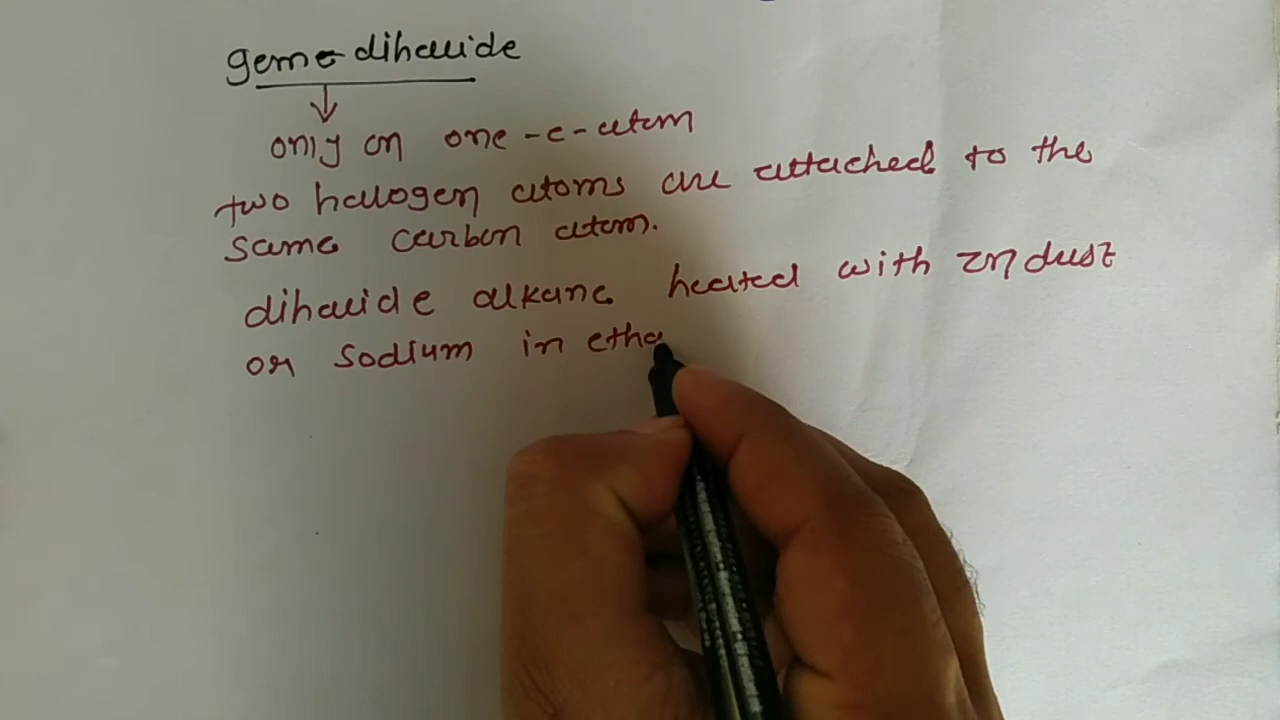 gem-dihalide
only on one -c- atom
two halogen atoms are attached to the
same carbon atom.
dihalide alkane heated with zn dust
or sodium in etha